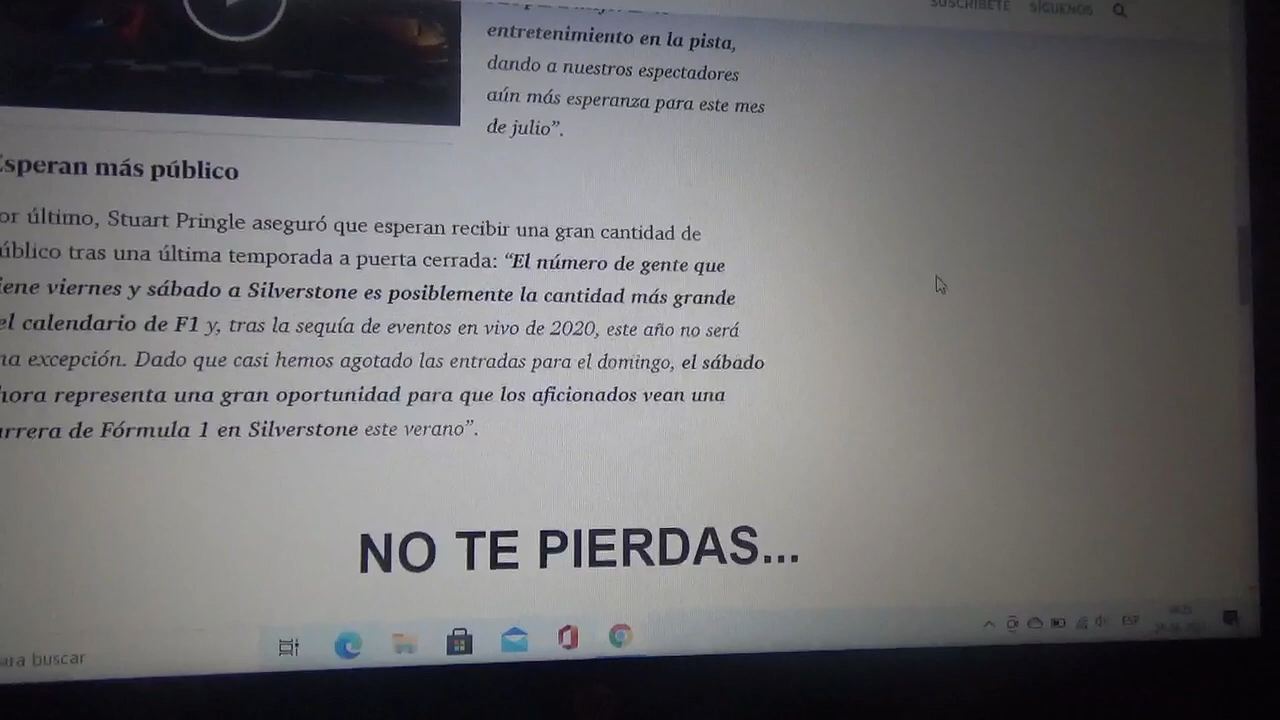 SUSCRÍBETE SÍGUENOS
entretenimiento en la pista,
dando a nuestros espectadores
aún más esperanza para este mes
de julio”.
speran más público
or último, Stuart Pringle aseguró que esperan recibir una gran cantidad de
úblico tras una última temporada a puerta cerrada: “El número de gente que
iene viernes y sábado a Silverstone es posiblemente la cantidad más grande
el calendario de F1 y, tras la sequía de eventos en vivo de 2020, este año no será
na excepción. Dado que casi hemos agotado las entradas para el domingo, el sábado
hora representa una gran oportunidad para que los aficionados vean una
arrera de Fórmula 1 en Silverstone este verano”.
NO TE PIERDAS...
ara buscar
ESP